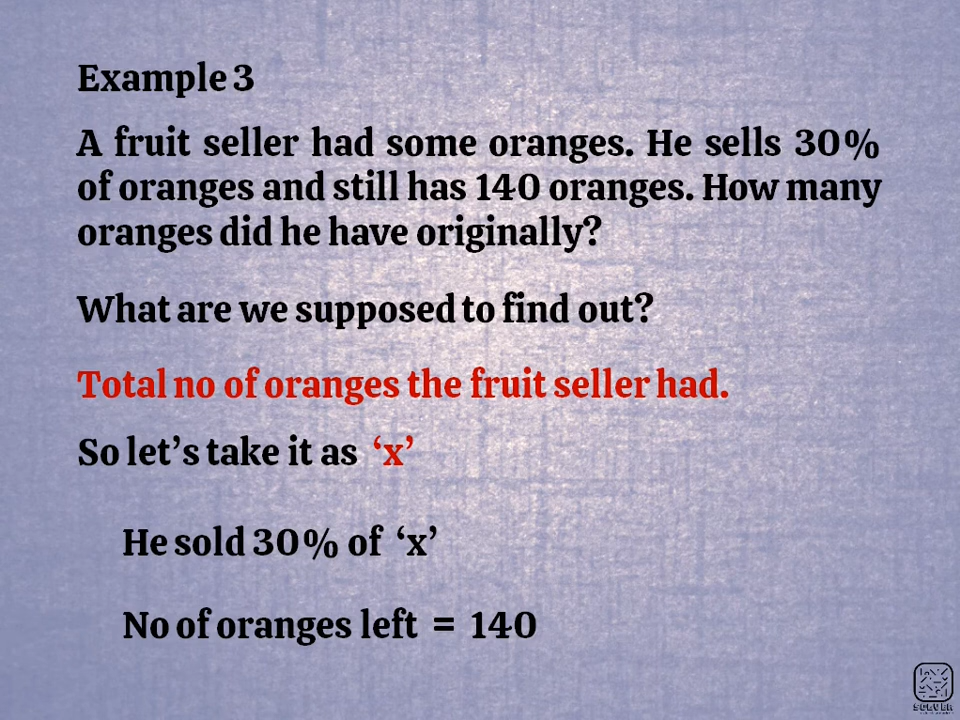 Example 3
A fruit seller had some oranges. He sells 30%
of oranges and still has 140 oranges. How many
oranges did he have originally?
What are we supposed to find out?
Total no of oranges the fruit seller had.
So let’s take it as ‘x’
He sold 30% of ‘x’
No of oranges left = 140